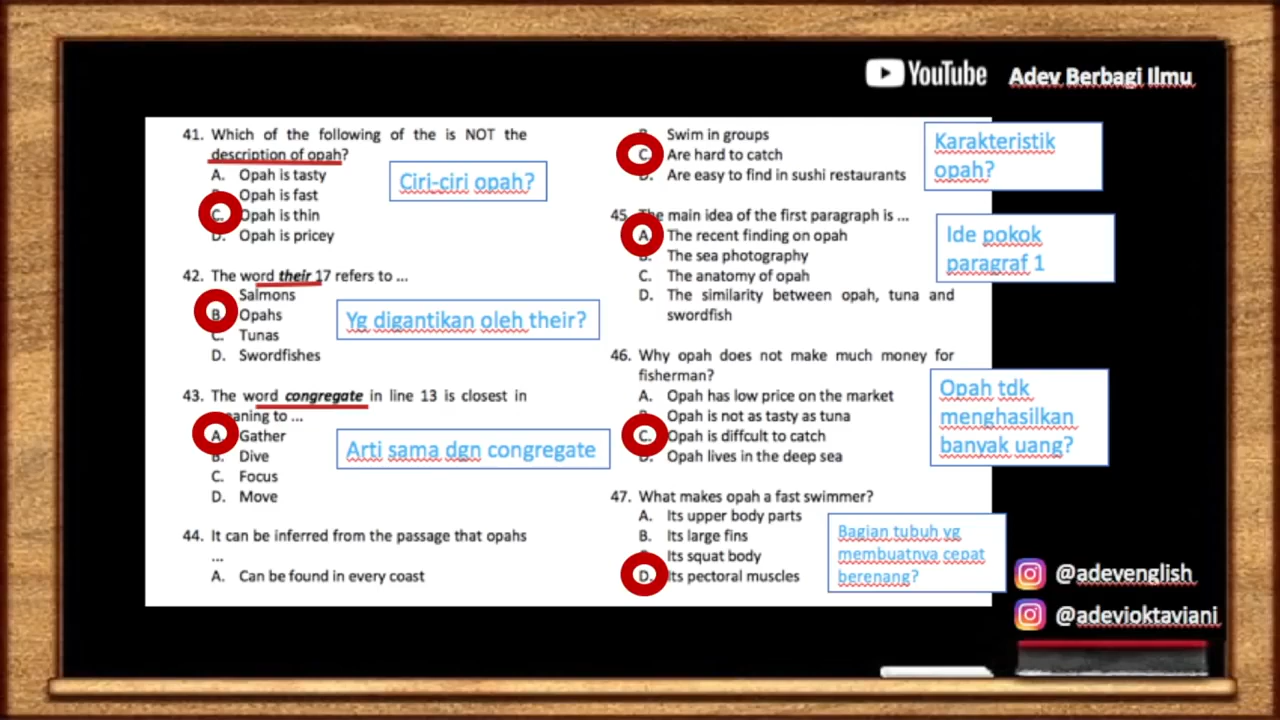 YouTube Adev Berbagi Ilmu
41. Which of the following of the is NOT the
description of opah?
A. Opah is tasty
Opah is fast
C. Opah is thin
D. Opah is pricey
Ciri-ciri opah?
42. The word their 17 refers to ...
Salmons
B. Opahs
C. Tunas
D. Swordfishes
Yg digantikan oleh their?
43. The word congregate in line 13 is closest in
meaning to ...
A. Gather
B. Dive
C. Focus
D. Move
Arti sama dgn congregate
44. It can be inferred from the passage that opahs
...
A. Can be found in every coast
B. Swim in groups
C. Are hard to catch
D. Are easy to find in sushi restaurants
Karakteristik
opah?
45. The main idea of the first paragraph is ...
A. The recent finding on opah
B. The sea photography
C. The anatomy of opah
D. The similarity between opah, tuna and
swordfish
Ide pokok
paragraf 1
46. Why opah does not make much money for
fisherman?
A. Opah has low price on the market
B. Opah is not as tasty as tuna
C. Opah is diffcult to catch
D. Opah lives in the deep sea
Opah tdk
menghasilkan
banyak uang?
47. What makes opah a fast swimmer?
A. Its upper body parts
B. Its large fins
Its squat body
D. Its pectoral muscles
Bagian tubuh yg
membuatnya cepat
berenang?
@adevenglish
@adevioktaviani